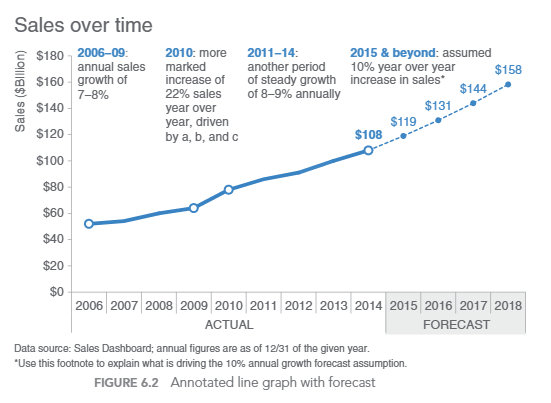 Sales over time
Sales ($Billion)
$180
$160
$140
$120
$100
$80
$60
$40
$20
$0
2006–09:
annual sales
growth of
7–8%
2010: more
marked
increase of
22% sales
year over
year, driven
by a, b, and c
2011–14:
another period
of steady growth
of 8–9% annually
2015 & beyond: assumed
10% year over year
increase in sales*
$108
$119
$131
$144
$158
2006 2007 2008 2009 2010 2011 2012 2013 2014 2015 2016 2017 2018
ACTUAL FORECAST
Data source: Sales Dashboard; annual figures are as of 12/31 of the given year.
*Use this footnote to explain what is driving the 10% annual growth forecast assumption.
FIGURE 6.2 Annotated line graph with forecast